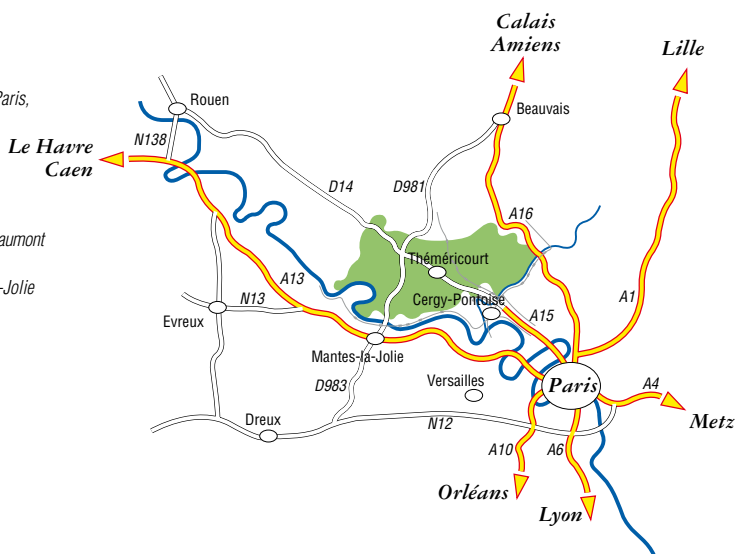 Calais
Amiens
Lille
Paris,
Rouen
Beauvais
N138
Le Havre
Caen
D14
D981
A16
aumont
Théméricourt
-Jolie
A13
N13
Cergy-Pontoise
A15
A1
Evreux
Mantes-la-Jolie
D983
Versailles
Paris
A4
Metz
Dreux
N12
A10
A6
Orléans
Lyon